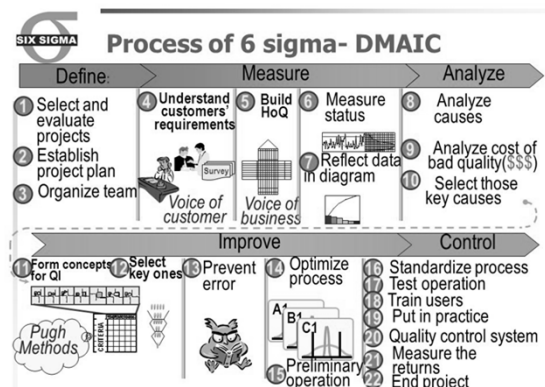 SIX SIGMA
Process of 6 sigma- DMAIC
Define:
Measure
Analyze
1 Select and
evaluate
projects
2 Establish
project plan
3 Organize team
4 Understand
customers'
requirements
Survey
Voice of
customer
5 Build
HoQ
Voice of
business
6 Measure
status
7 Reflect data
in diagram
8 Analyze
causes
9 Analyze cost of
bad quality($$$)
10 Select those
key causes
Improve
Control
11 Form concepts
for QI
Pugh
Methods
CRITERIA
12 Select
key ones
13 Prevent
error
14 Optimize
process
A1
B1
C1
15 Preliminary
operation
16 Standardize process
17 Test operation
18 Train users
19 Put in practice
20 Quality control system
21 Measure the
returns
22 End project